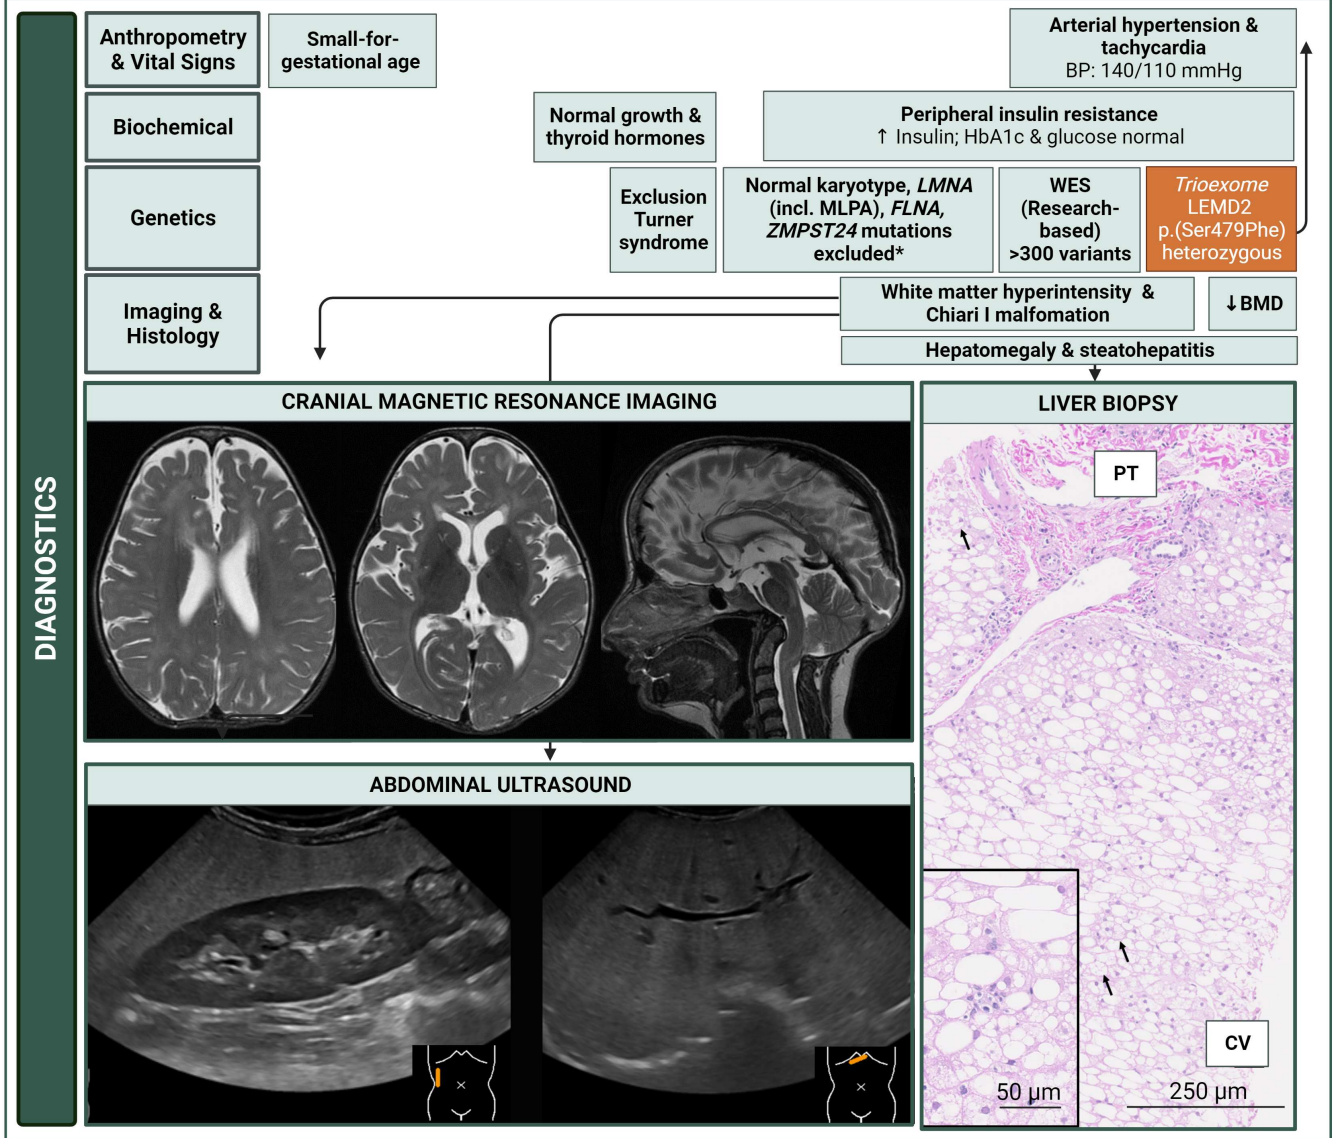 DIAGNOSTICS
Anthropometry
& Vital Signs
Small-for-
gestational age
Arterial hypertension &
tachycardia
BP: 140/110 mmHg
Biochemical
Normal growth &
thyroid hormones
Peripheral insulin resistance
↑ Insulin; HbA1c & glucose normal
Genetics
Exclusion
Turner
syndrome
Normal karyotype, LMNA
(incl. MLPA), FLNA,
ZMPST24 mutations
excluded*
WES
(Research-
based)
>300 variants
Trioexome
LEMD2
p.(Ser479Phe)
heterozygous
Imaging &
Histology
White matter hyperintensity &
Chiari I malfomation
↓BMD
Hepatomegaly & steatohepatitis
CRANIAL MAGNETIC RESONANCE IMAGING
LIVER BIOPSY
PT
ABDOMINAL ULTRASOUND
CV
50 µm
250 µm